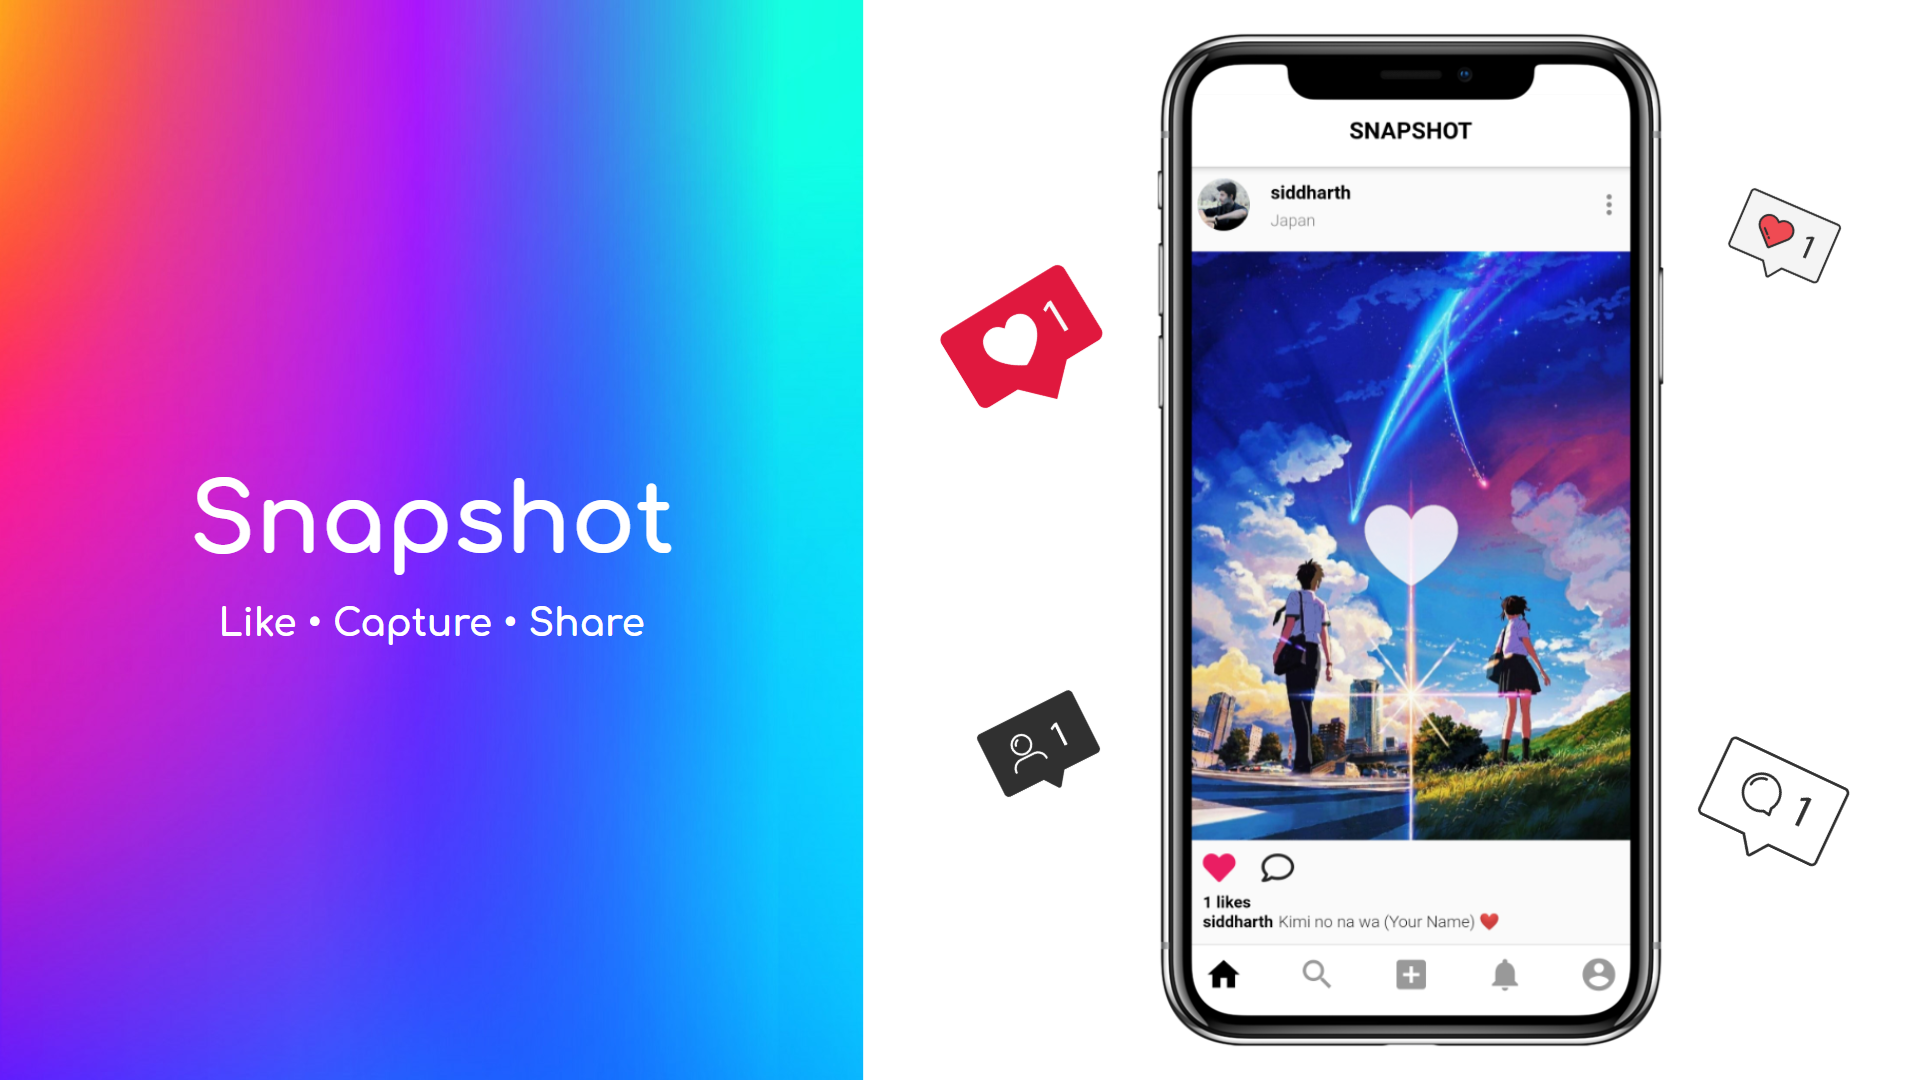 Snapshot
Like • Capture • Share
SNAPSHOT
siddharth
Japan
1
1
1
1
1 likes
siddharth Kimi no na wa (Your Name) ❤️